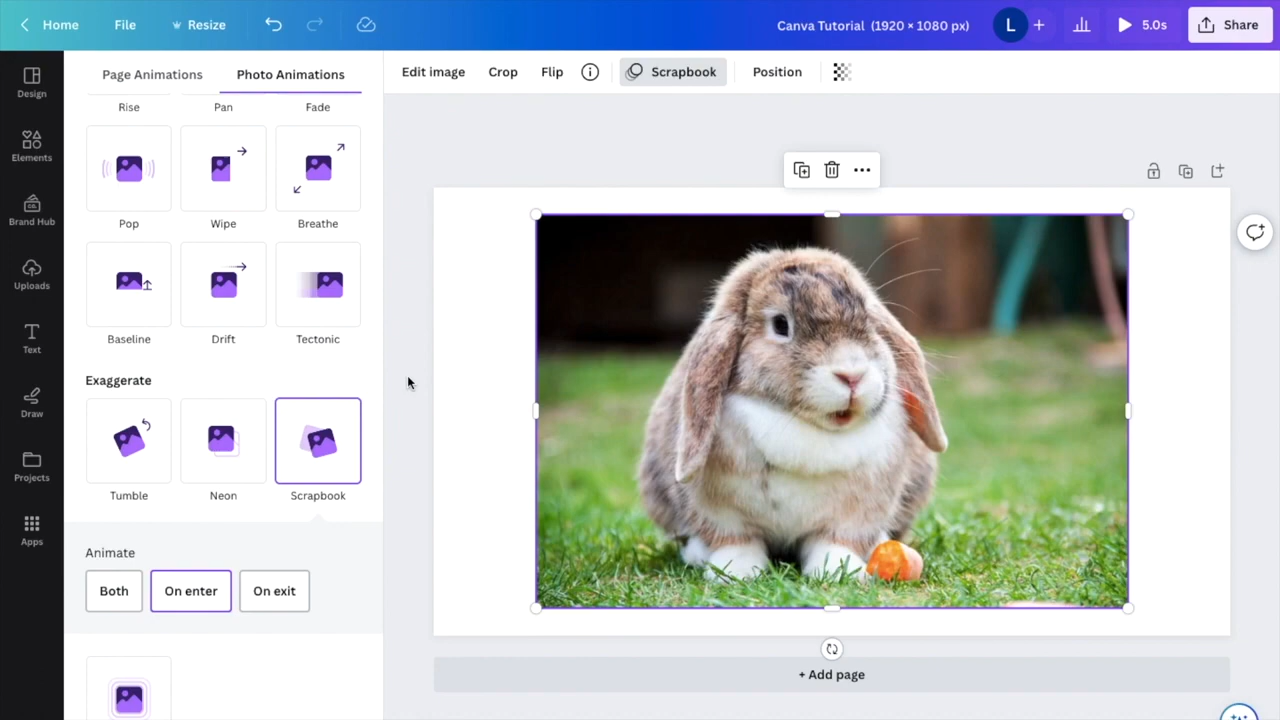 Home File Resize Canva Tutorial (1920 × 1080 px) L + 5.0s Share
Design
Elements
Brand Hub
Uploads
Text
Draw
Projects
Apps
Page Animations Photo Animations
Rise Pan Fade
Pop Wipe Breathe
Baseline Drift Tectonic
Exaggerate
Tumble Neon Scrapbook
Animate
Both On enter On exit
Edit image Crop Flip Scrapbook Position
+ Add page